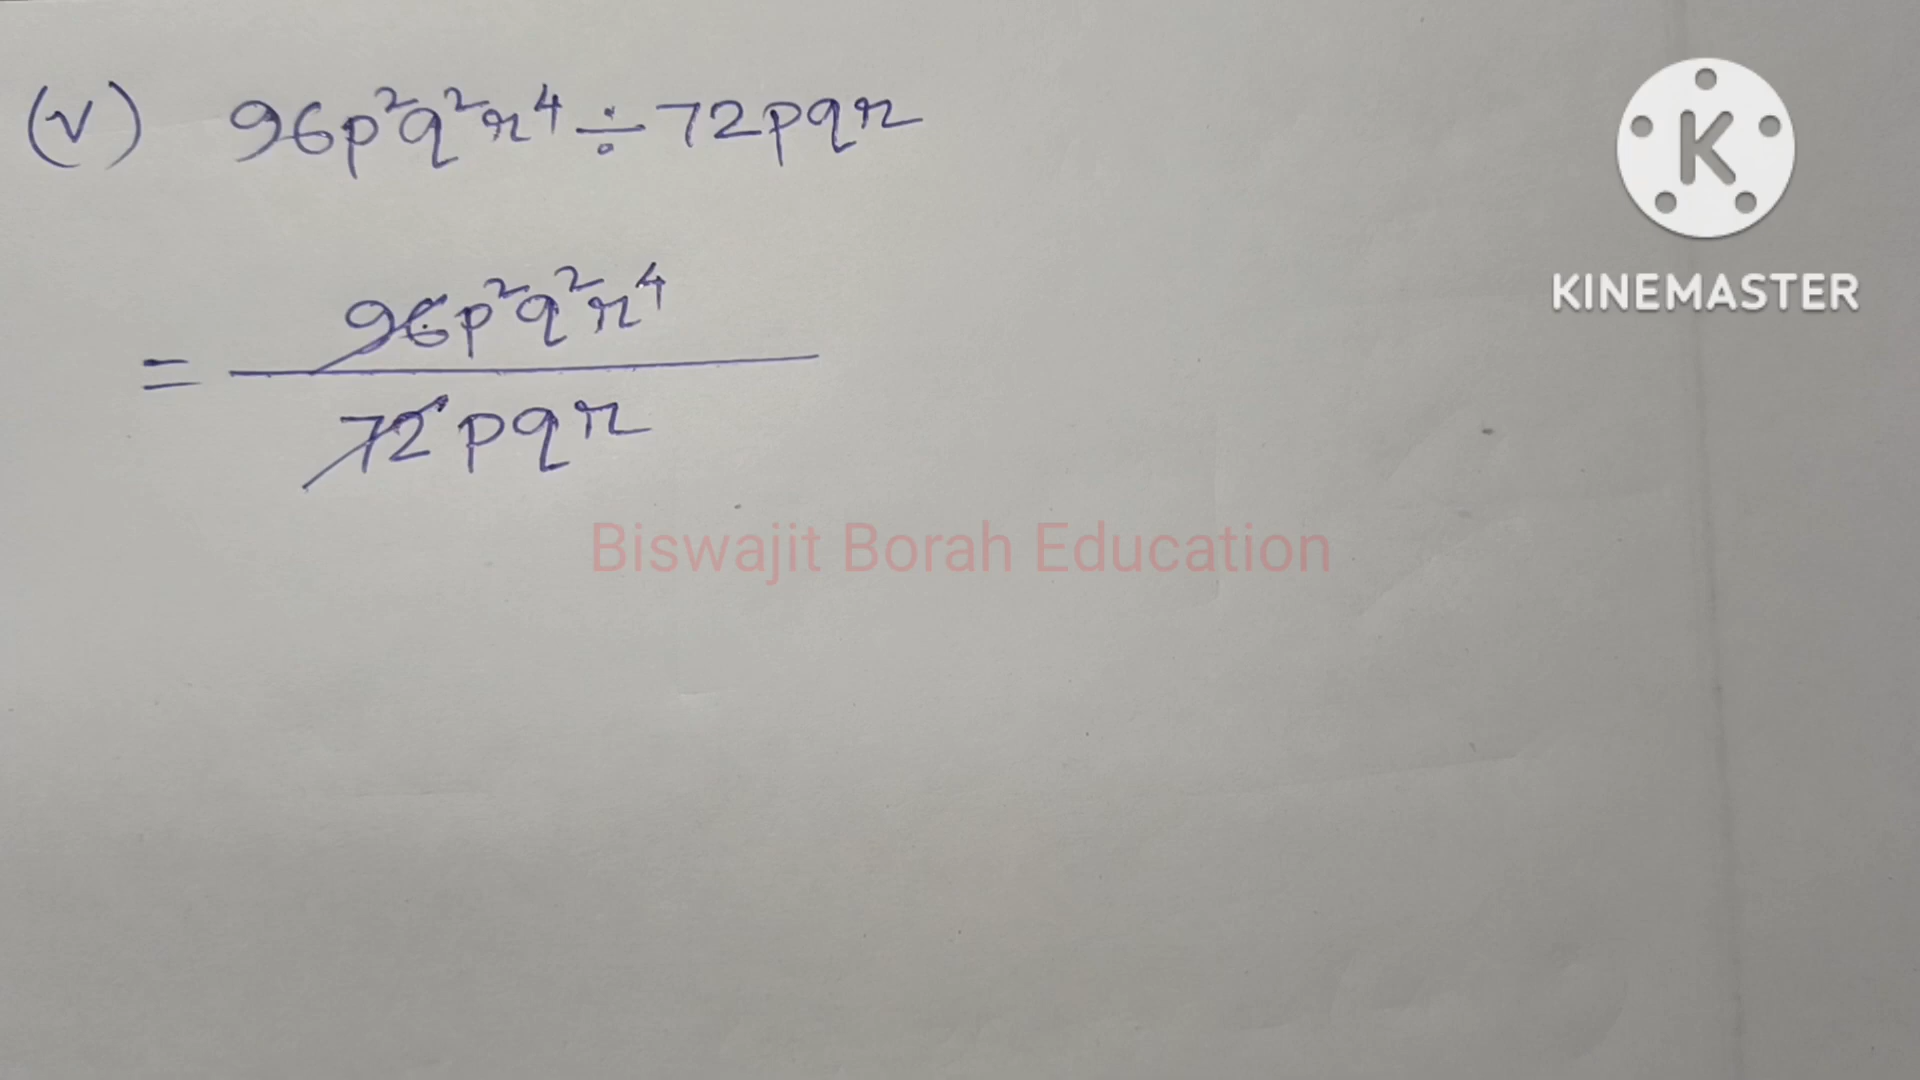 (v) 96p²q²r⁴ ÷ 72pqr
KINEMASTER
= 96p²q²r⁴ / 72pqr
Biswajit Borah Education